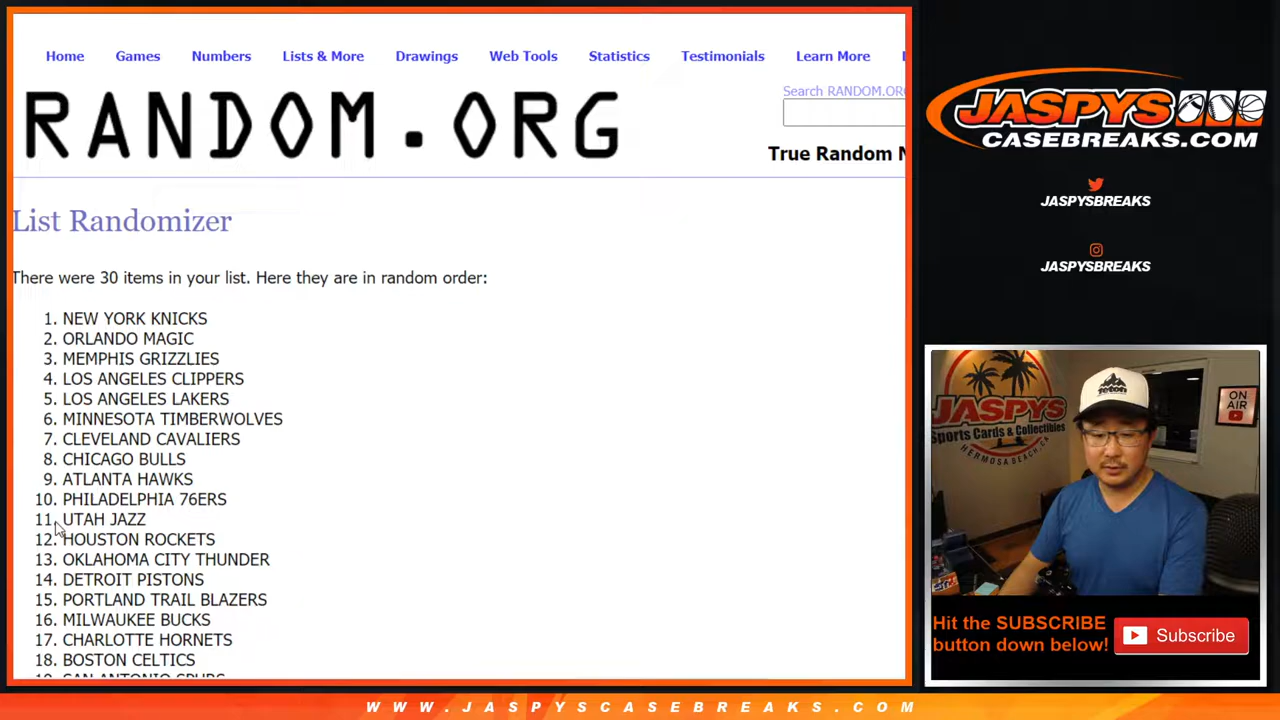 Home Games Numbers Lists & More Drawings Web Tools Statistics Testimonials Learn More
RANDOM.ORG
Search RANDOM.ORG
True Random N
List Randomizer
There were 30 items in your list. Here they are in random order:
1. NEW YORK KNICKS
2. ORLANDO MAGIC
3. MEMPHIS GRIZZLIES
4. LOS ANGELES CLIPPERS
5. LOS ANGELES LAKERS
6. MINNESOTA TIMBERWOLVES
7. CLEVELAND CAVALIERS
8. CHICAGO BULLS
9. ATLANTA HAWKS
10. PHILADELPHIA 76ERS
11. UTAH JAZZ
12. HOUSTON ROCKETS
13. OKLAHOMA CITY THUNDER
14. DETROIT PISTONS
15. PORTLAND TRAIL BLAZERS
16. MILWAUKEE BUCKS
17. CHARLOTTE HORNETS
18. BOSTON CELTICS
19. SAN ANTONIO SPURS
JASPYS
CASEBREAKS.COM
JASPYSBREAKS
JASPYSBREAKS
JASPYS
Sports Cards & Collectibles
HERMOSA BEACH, CA
ON AIR
teton
Hit the SUBSCRIBE
button down below!
Subscribe
WWW.JASPYSCASEBREAKS.COM